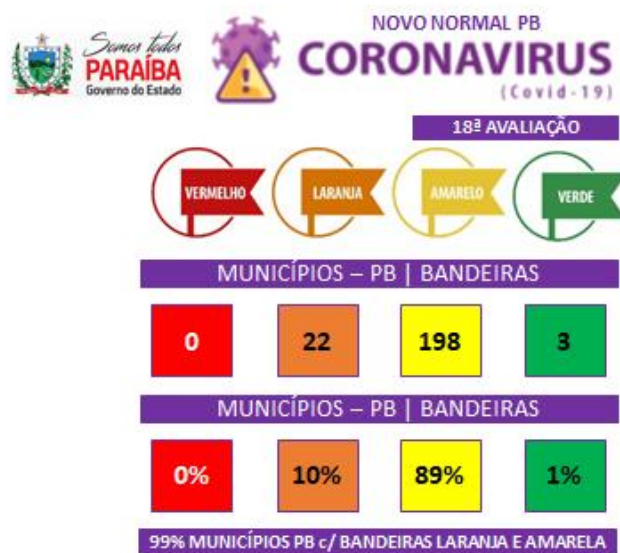 Somos todos
PARAÍBA
Governo do Estado
NOVO NORMAL PB
CORONAVIRUS
(Covid-19)
18ª AVALIAÇÃO
VERMELHO
LARANJA
AMARELO
VERDE
MUNICÍPIOS – PB | BANDEIRAS
0 22 198 3
MUNICÍPIOS – PB | BANDEIRAS
0% 10% 89% 1%
99% MUNICÍPIOS PB c/ BANDEIRAS LARANJA E AMARELA